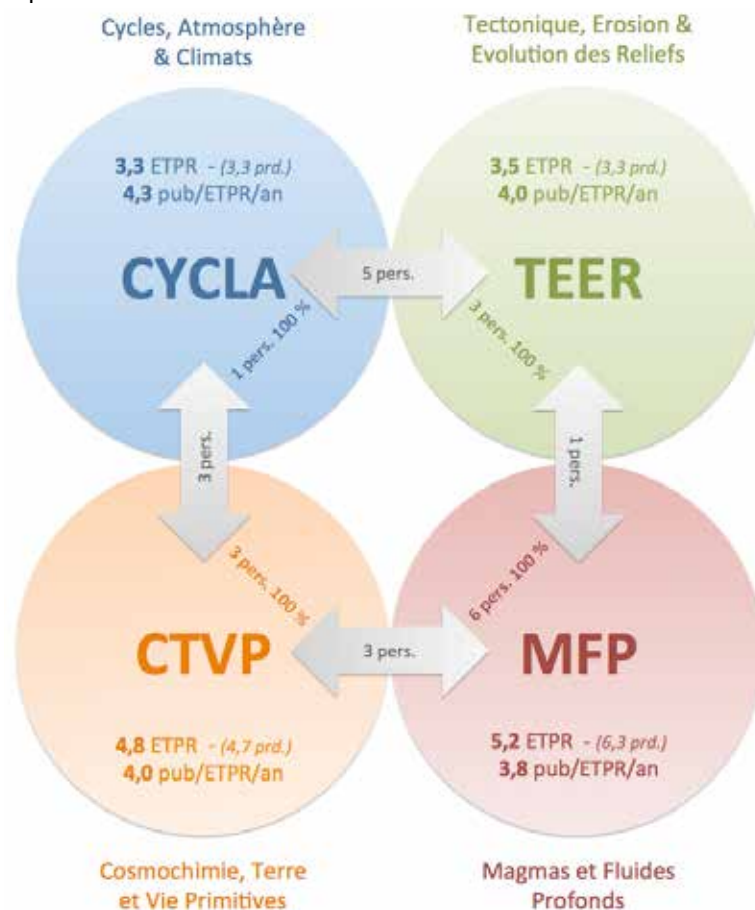 Cycles, Atmosphère
& Climats
Tectonique, Erosion &
Evolution des Reliefs
3,3 ETPR - (3,3 prd.)
4,3 pub/ETPR/an
3,5 ETPR - (3,3 prd.)
4,0 pub/ETPR/an
CYCLA
5 pers.
TEER
1 pers. 100 %
3 pers. 100 %
3 pers.
1 pers.
3 pers. 100 %
6 pers. 100 %
CTVP
3 pers.
MFP
4,8 ETPR - (4,7 prd.)
4,0 pub/ETPR/an
5,2 ETPR - (6,3 prd.)
3,8 pub/ETPR/an
Cosmochimie, Terre
et Vie Primitives
Magmas et Fluides
Profonds